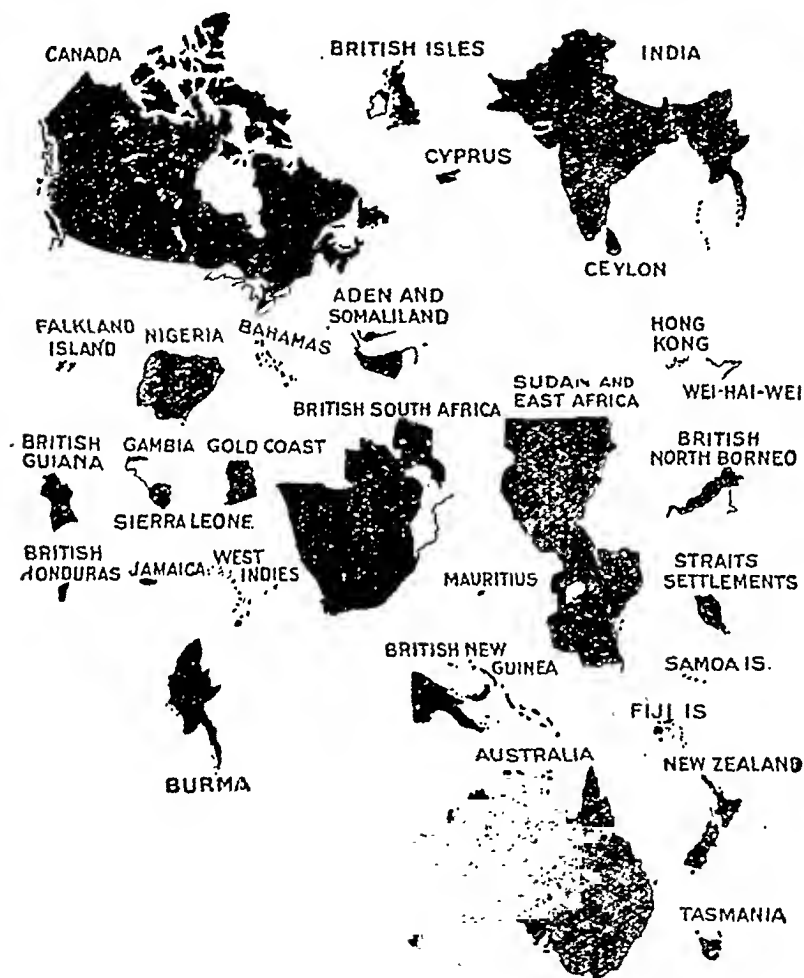 CANADA
BRITISH ISLES
INDIA
CYPRUS
CEYLON
ADEN AND
SOMALILAND
FALKLAND
ISLAND
NIGERIA
BAHAMAS
HONG
KONG
WEI-HAI-WEI
BRITISH SOUTH AFRICA
SUDAN AND
EAST AFRICA
BRITISH
GUIANA
GAMBIA
GOLD COAST
BRITISH
NORTH BORNEO
SIERRA LEONE
BRITISH
HONDURAS
JAMAICA
WEST
INDIES
MAURITIUS
STRAITS
SETTLEMENTS
BRITISH NEW
GUINEA
SAMOA IS.
FIJI IS
BURMA
AUSTRALIA
NEW ZEALAND
TASMANIA